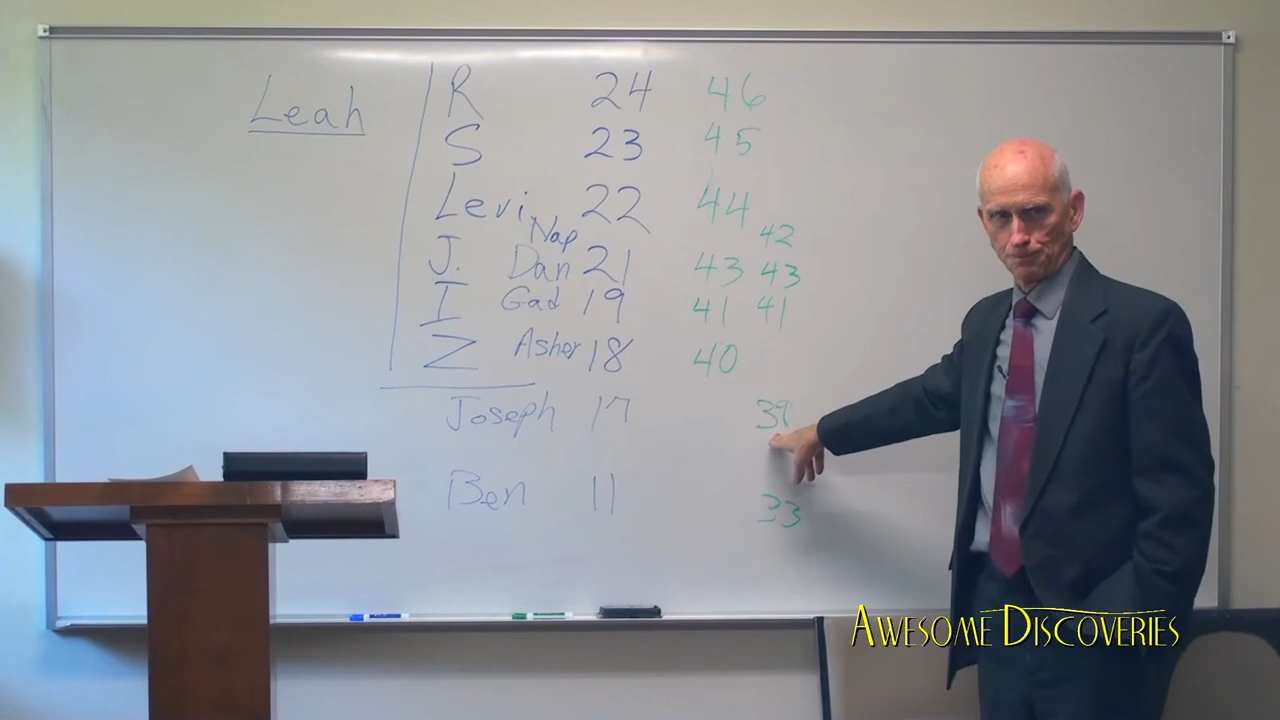 Leah
R 24 46
S 23 45
Levi 22 44
Nap 42
J. Dan 21 43 43
I Gad 19 41 41
Z Asher 18 40
Joseph 17 39
Ben 11 33
AWESOME DISCOVERIES